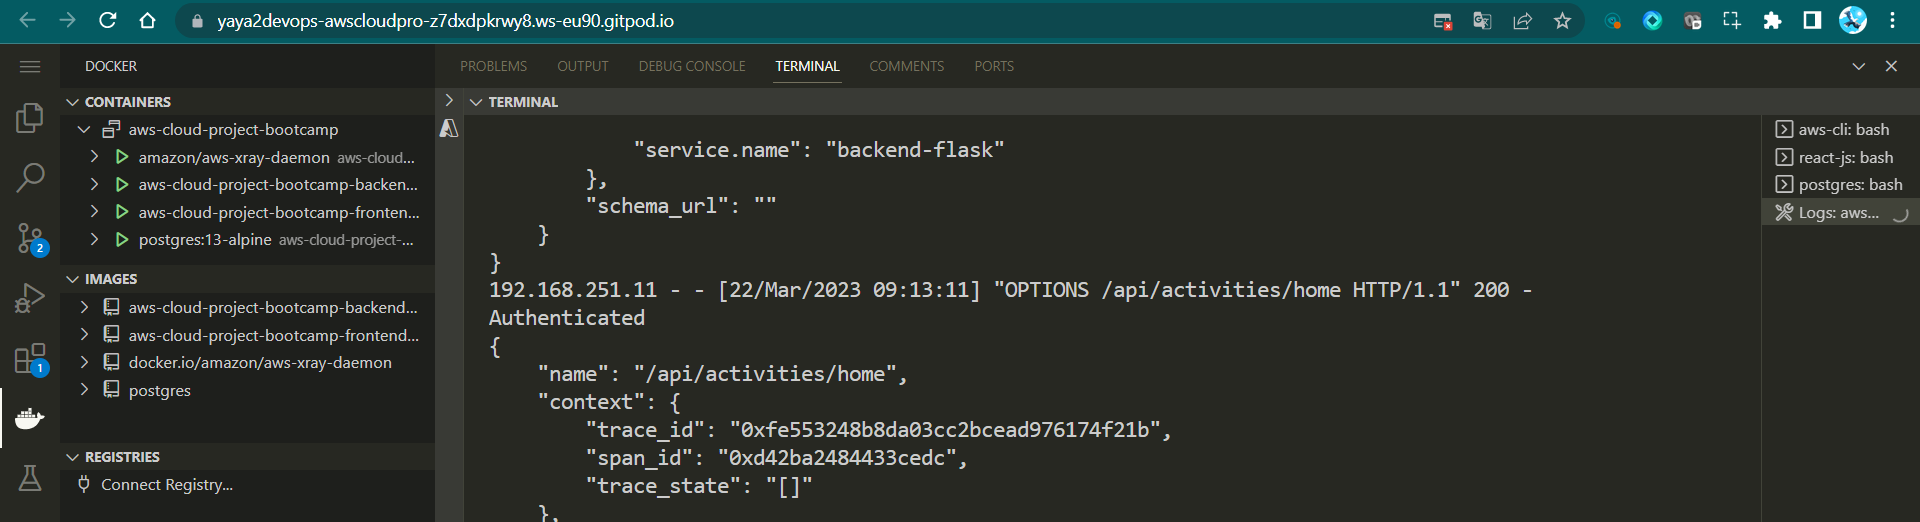 yaya2devops-awscloudpro-z7dxdpkrwy8.ws-eu90.gitpod.io
DOCKER
CONTAINERS
aws-cloud-project-bootcamp
amazon/aws-xray-daemon aws-cloud...
aws-cloud-project-bootcamp-backen...
aws-cloud-project-bootcamp-fronten...
postgres:13-alpine aws-cloud-project-...
IMAGES
aws-cloud-project-bootcamp-backend...
aws-cloud-project-bootcamp-frontend...
docker.io/amazon/aws-xray-daemon
postgres
REGISTRIES
Connect Registry...
2
1
PROBLEMS OUTPUT DEBUG CONSOLE TERMINAL COMMENTS PORTS
TERMINAL
"service.name": "backend-flask"
},
"schema_url": ""
}
}
192.168.251.11 - - [22/Mar/2023 09:13:11] "OPTIONS /api/activities/home HTTP/1.1" 200 -
Authenticated
{
"name": "/api/activities/home",
"context": {
"trace_id": "0xfe553248b8da03cc2bcead976174f21b",
"span_id": "0xd42ba2484433cedc",
"trace_state": "[]"
},
aws-cli: bash
react-js: bash
postgres: bash
Logs: aws...